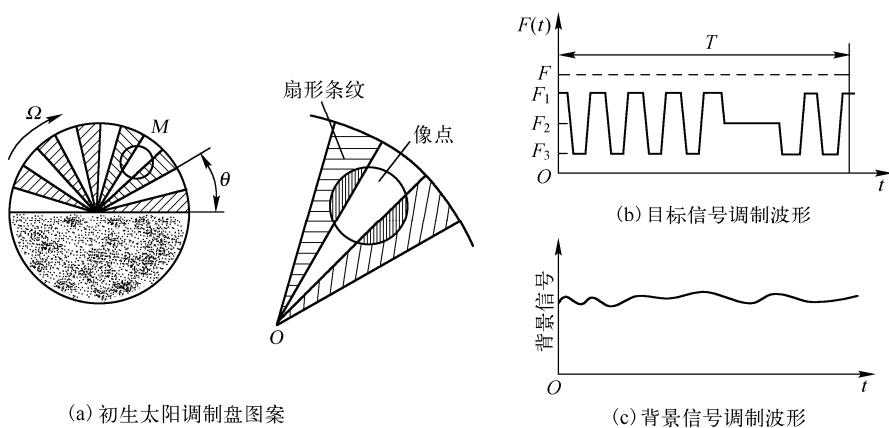 Ω
M
θ
扇形条纹
像点
O
(a) 初生太阳调制盘图案
F(t)
T
F
F₁
F₂
F₃
O
t
(b) 目标信号调制波形
背景信号
O
t
(c) 背景信号调制波形